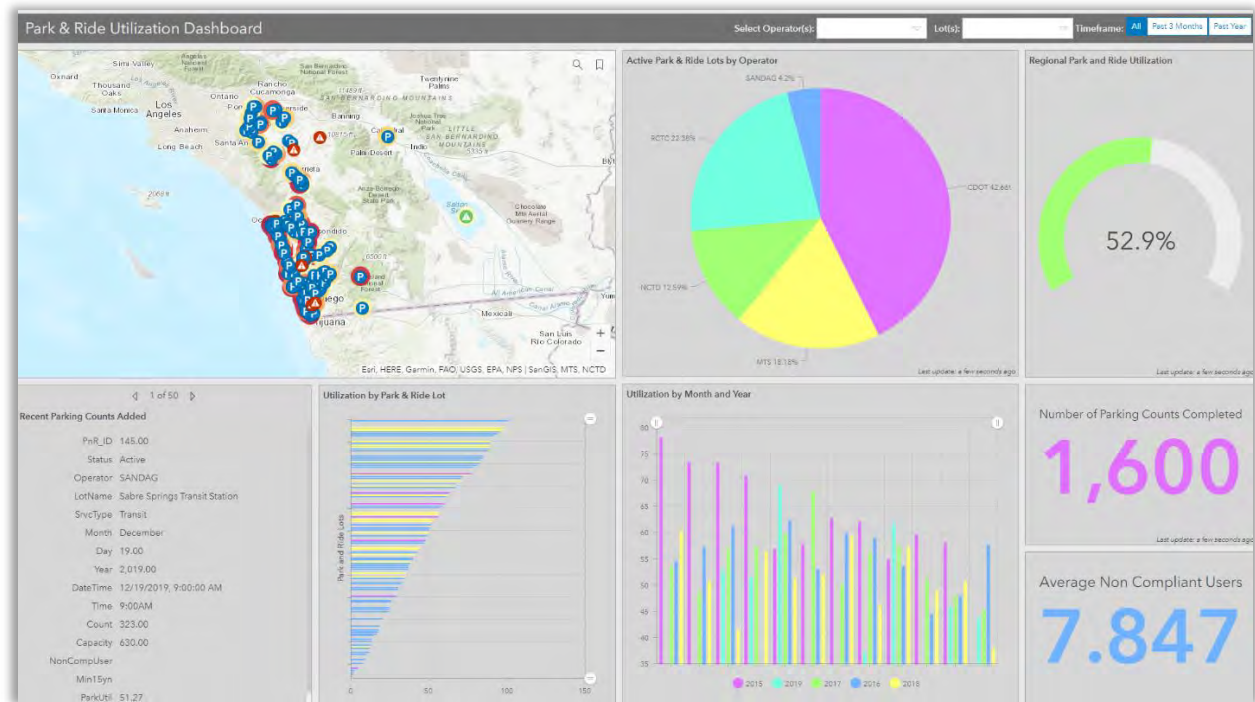 Park & Ride Utilization Dashboard
Select Operator(s):
Lot(s):
Timeframe:
All
Past 3 Months
Past Year
Simi Valley
Oxnard
Thousand Oaks
Santa Monica
Los Angeles
Anaheim
Long Beach
Ontario
Rancho Cucamonga
San Bernardino National Forest
SAN BERNARDINO MOUNTAINS
Twentynine Palms
Banning
Joshua Tree National Park
LITTLE SAN BERNARDINO MOUNTAINS
Palm Desert
Indio
Anza-Borrego Desert State Park
Chocolate Mts Aerial Gunnery Range
Mexicali
San Luis Rio Colorado
Esri, HERE, Garmin, FAO, USGS, EPA, NPS | SanGIS, MTS, NCTD
Active Park & Ride Lots by Operator
SANDAG 4.2%
RCTC 22.38%
CDOT 42.661
NCTD 12.59%
MTS 18.18%
Last update: a few seconds ago
Regional Park and Ride Utilization
52.9%
Last update: a few seconds ago
1 of 50
Recent Parking Counts Added
PnR_ID 145.00
Status Active
Operator SANDAG
LotName Sabre Springs Transit Station
SrvcType Transit
Month December
Day 19.00
Year 2,019.00
DateTime 12/19/2019, 9:00:00 AM
Time 9:00AM
Count 323.00
Capacity 630.00
NonCompUser
Min15yn
ParkUtil 51.27
Utilization by Park & Ride Lot
Park and Ride Lots
0 50 100 150
Utilization by Month and Year
80
75
70
65
60
55
50
45
40
35
2015 2019 2017 2016 2018
Number of Parking Counts Completed
1,600
Last update: a few seconds ago
Average Non Compliant Users
7.847